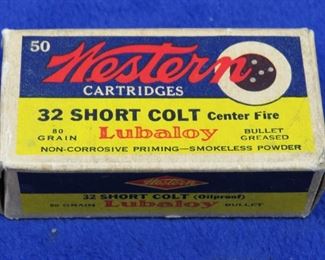 50
Western
CARTRIDGES
32 SHORT COLT Center Fire
80 GRAIN Lubaloy BULLET GREASED
NON-CORROSIVE PRIMING—SMOKELESS POWDER
Western
32 SHORT COLT (Oilproof)
80 GRAIN Lubaloy BULLET